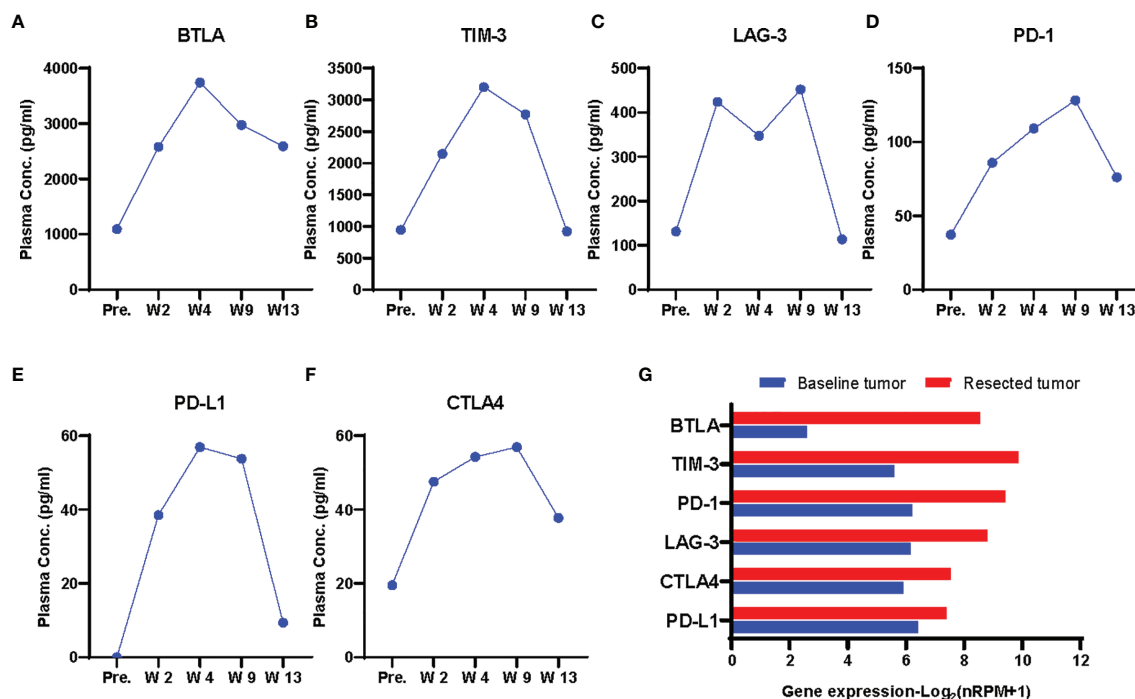 A
BTLA
Plasma Conc. (pg/ml)
4000
3000
2000
1000
0
Pre. W2 W4 W9 W13
B
TIM-3
Plasma Conc. (pg/ml)
3500
3000
2500
2000
1500
1000
500
0
Pre. W 2 W 4 W 9 W 13
C
LAG-3
Plasma Conc. (pg/ml)
500
400
300
200
100
0
Pre. W 2 W 4 W 9 W 13
D
PD-1
Plasma Conc. (pg/ml)
150
100
50
0
Pre. W 2 W 4 W 9 W 13
E
PD-L1
Plasma Conc. (pg/ml)
60
40
20
0
Pre. W 2 W 4 W 9 W 13
F
CTLA4
Plasma Conc. (pg/ml)
60
40
20
0
Pre. W 2 W 4 W 9 W 13
G
Baseline tumor Resected tumor
BTLA
TIM-3
PD-1
LAG-3
CTLA4
PD-L1
0 2 4 6 8 10 12
Gene expression-Log₂(nRPM+1)